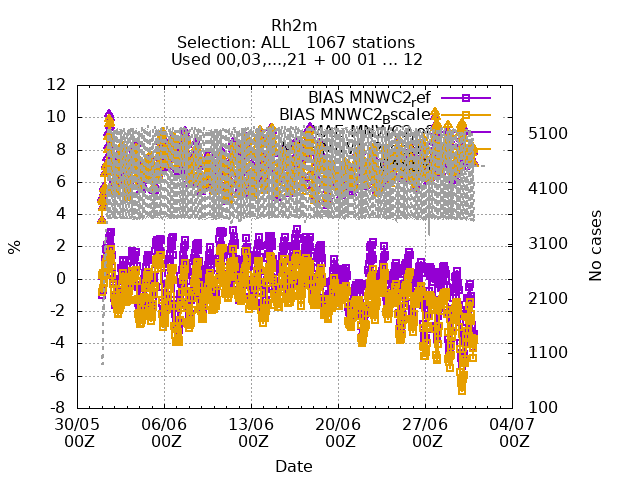 Rh2m
Selection: ALL 1067 stations
Used 00,03,...,21 + 00 01 ... 12
BIAS MNWC2ref
BIAS MNWC2Bscale
12
10
8
6
4
2
0
-2
-4
-6
-8
%
5100
4100
3100
2100
1100
100
No cases
30/05 06/06 13/06 20/06 27/06 04/07
00Z 00Z 00Z 00Z 00Z 00Z
Date